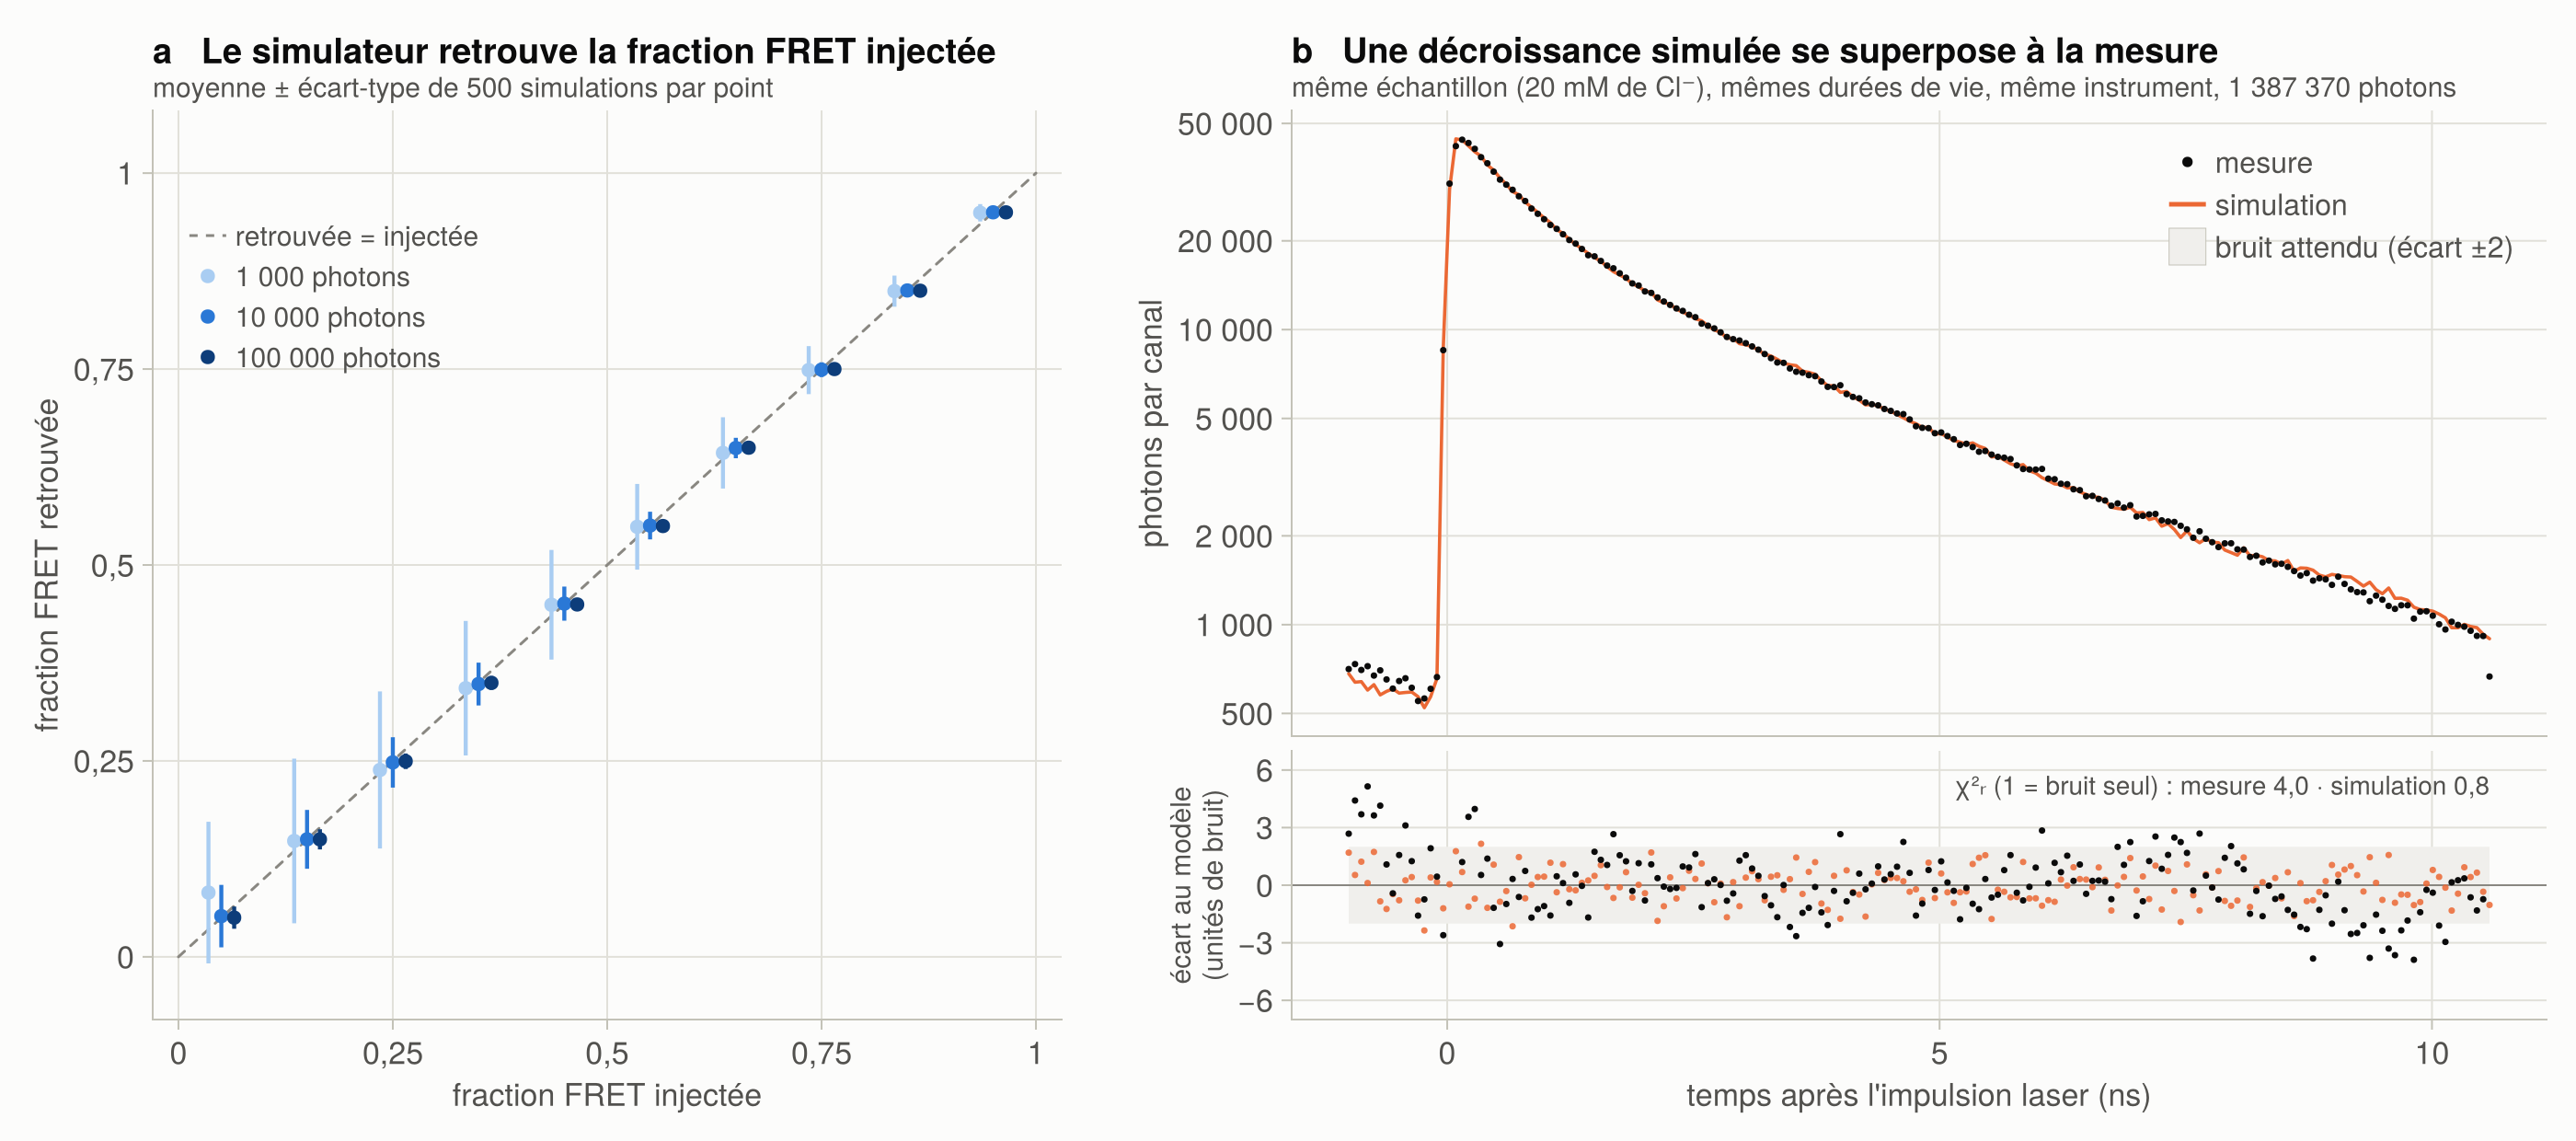 a Le simulateur retrouve la fraction FRET injectée
moyenne ± écart-type de 500 simulations par point
1
0,75
0,5
0,25
0
fraction FRET retrouvée
retrouvée = injectée
1 000 photons
10 000 photons
100 000 photons
0 0,25 0,5 0,75 1
fraction FRET injectée
b Une décroissance simulée se superpose à la mesure
même échantillon (20 mM de Cl⁻), mêmes durées de vie, même instrument, 1 387 370 photons
50 000
20 000
10 000
5 000
2 000
1 000
500
photons par canal
mesure
simulation
bruit attendu (écart ±2)
6
3
0
−3
−6
écart au modèle
(unités de bruit)
χ²ᵣ (1 = bruit seul) : mesure 4,0 · simulation 0,8
0 5 10
temps après l'impulsion laser (ns)